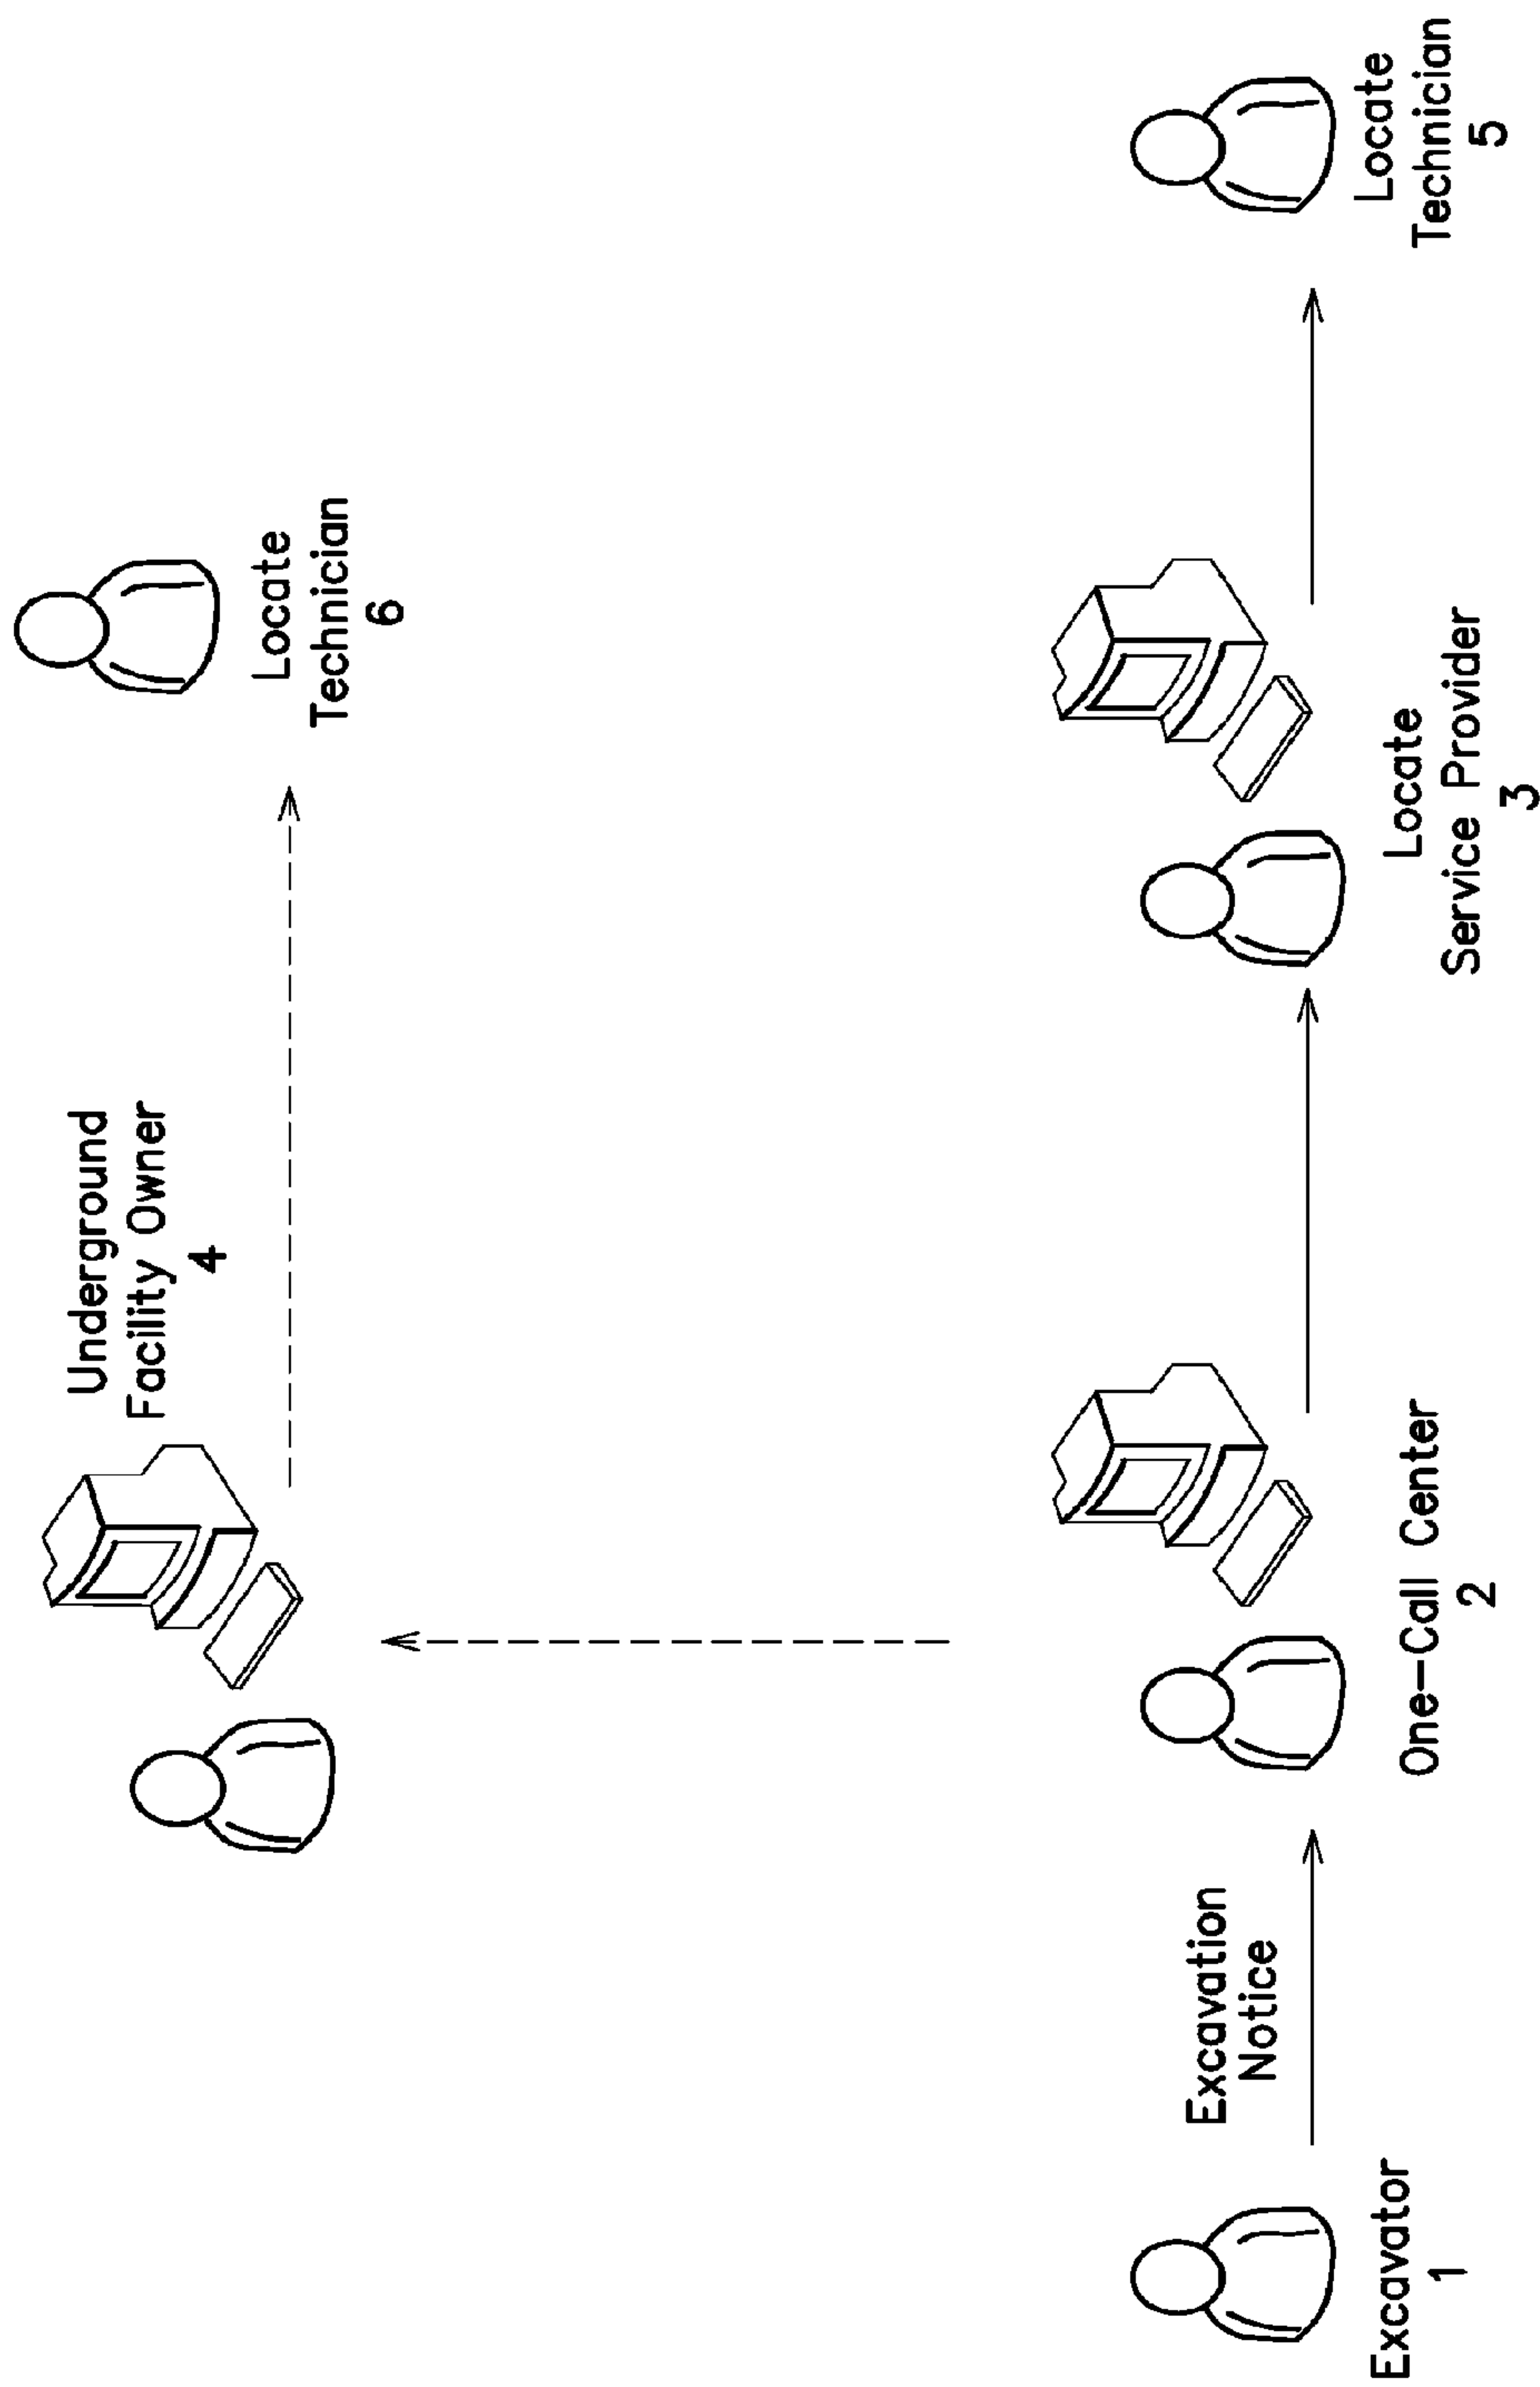 Underground
Facility Owner
4
Locate
Technician
6
Excavation
Notice
Excavator
1
One-Call Center
2
Locate
Service Provider
3
Locate
Technician
5